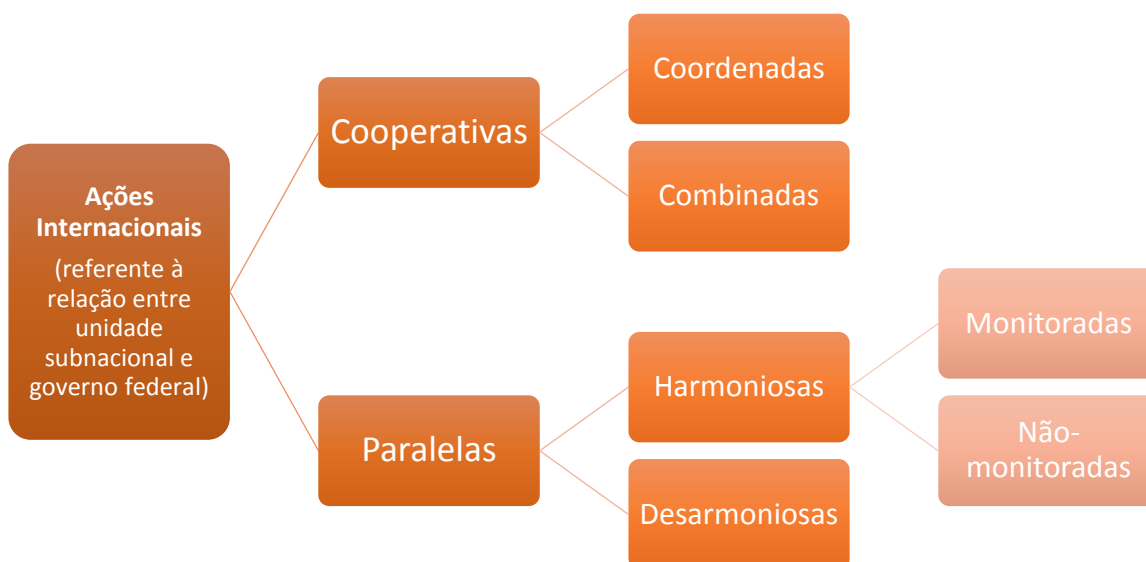 Ações
Internacionais
(referente à
relação entre
unidade
subnacional e
governo federal)
Cooperativas
Coordenadas
Combinadas
Paralelas
Harmoniosas
Monitoradas
Não-
monitoradas
Desarmoniosas